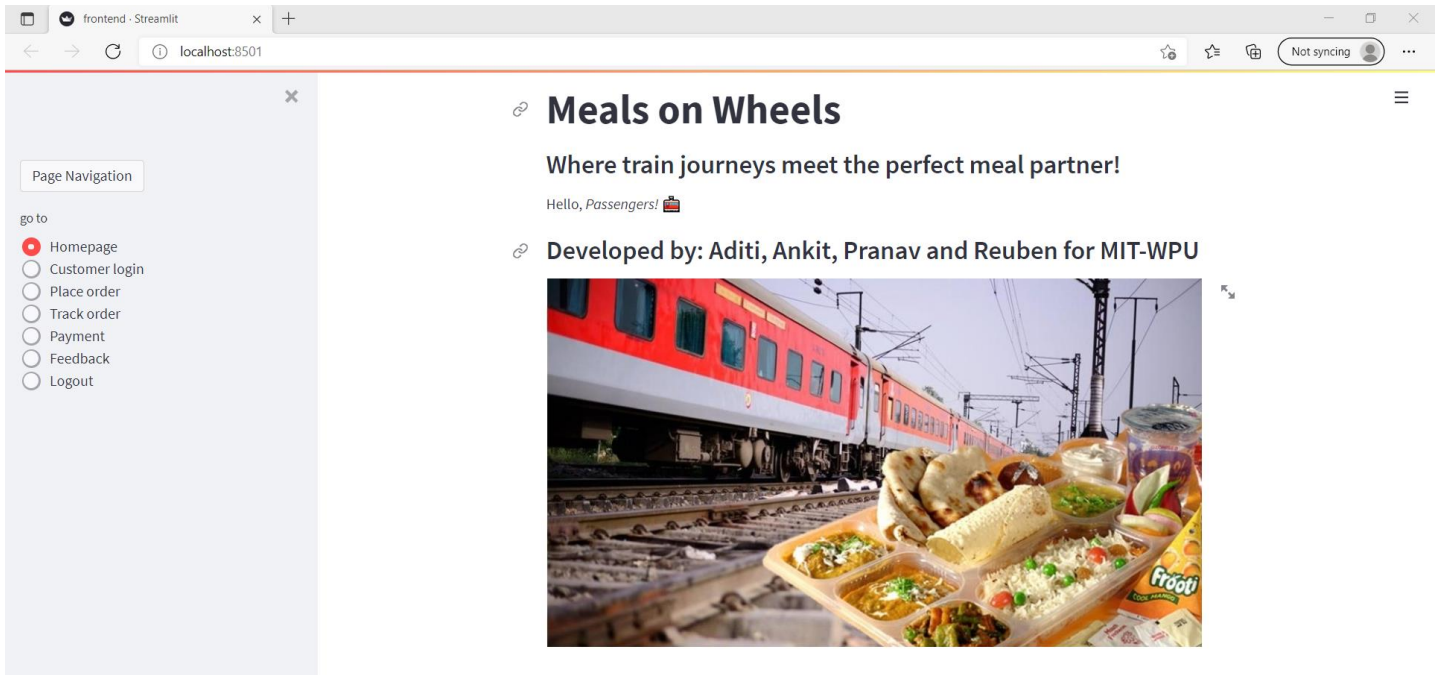 frontend · Streamlit
localhost:8501
Not syncing
Page Navigation
go to
Homepage
Customer login
Place order
Track order
Payment
Feedback
Logout
Meals on Wheels
Where train journeys meet the perfect meal partner!
Hello, Passengers!
Developed by: Aditi, Ankit, Pranav and Reuben for MIT-WPU
Frooti
COOL MANGO